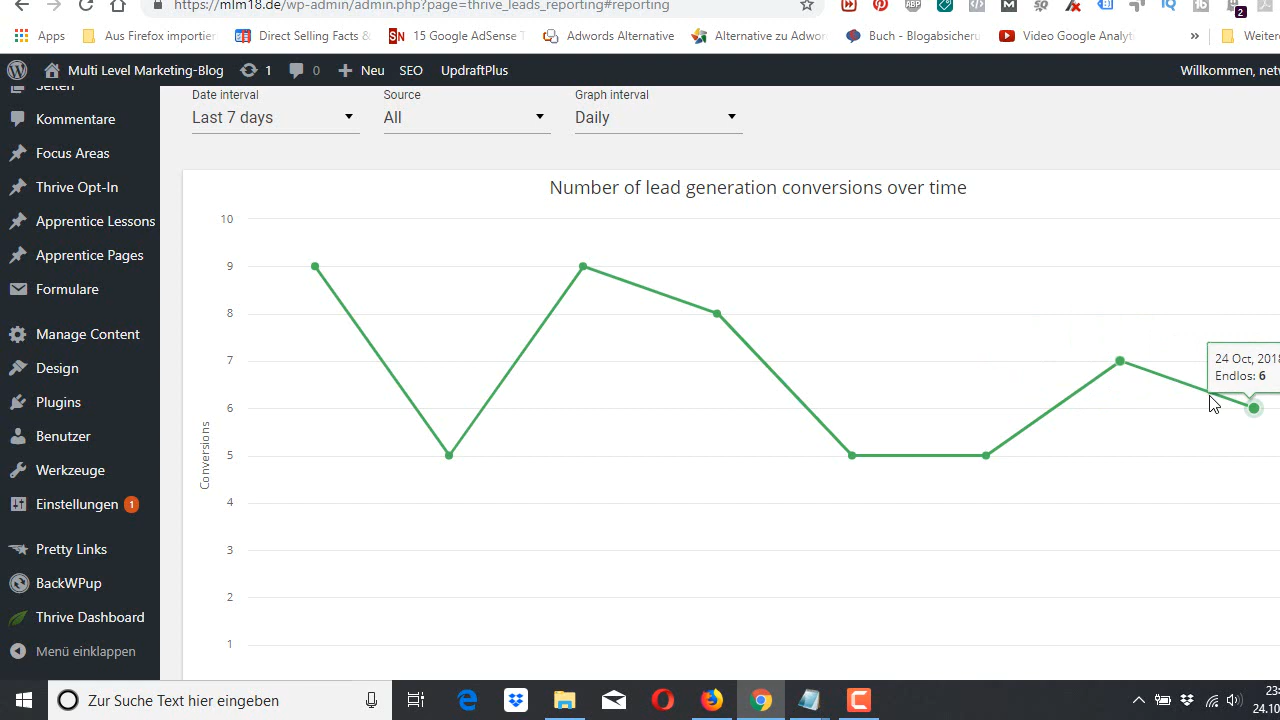 https://mlm18.de/wp-admin/admin.php?page=thrive_leads_reporting#reporting
Apps
Aus Firefox importier
Direct Selling Facts &
15 Google AdSense T
Adwords Alternative
Alternative zu Adwor
Buch - Blogabsicheru
Video Google Analyt
»
Weitere
Multi Level Marketing-Blog
1
0
Neu
SEO
UpdraftPlus
Willkommen, net
Seiten
Kommentare
Focus Areas
Thrive Opt-In
Apprentice Lessons
Apprentice Pages
Formulare
Manage Content
Design
Plugins
Benutzer
Werkzeuge
Einstellungen 1
Pretty Links
BackWPup
Thrive Dashboard
Menü einklappen
Date interval
Last 7 days
Source
All
Graph interval
Daily
Number of lead generation conversions over time
10
9
8
7
6
5
4
3
2
1
Conversions
24 Oct, 2018
Endlos: 6
Zur Suche Text hier eingeben
23:
24.10